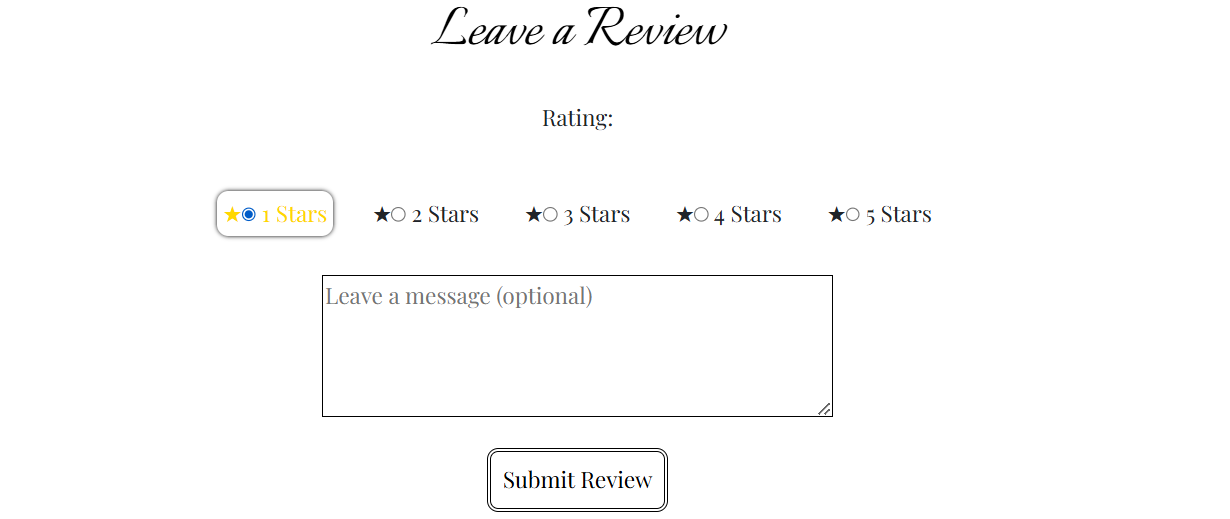 Leave a Review
Rating:
★ 1 Stars ★ 2 Stars ★ 3 Stars ★ 4 Stars ★ 5 Stars
Leave a message (optional)
Submit Review